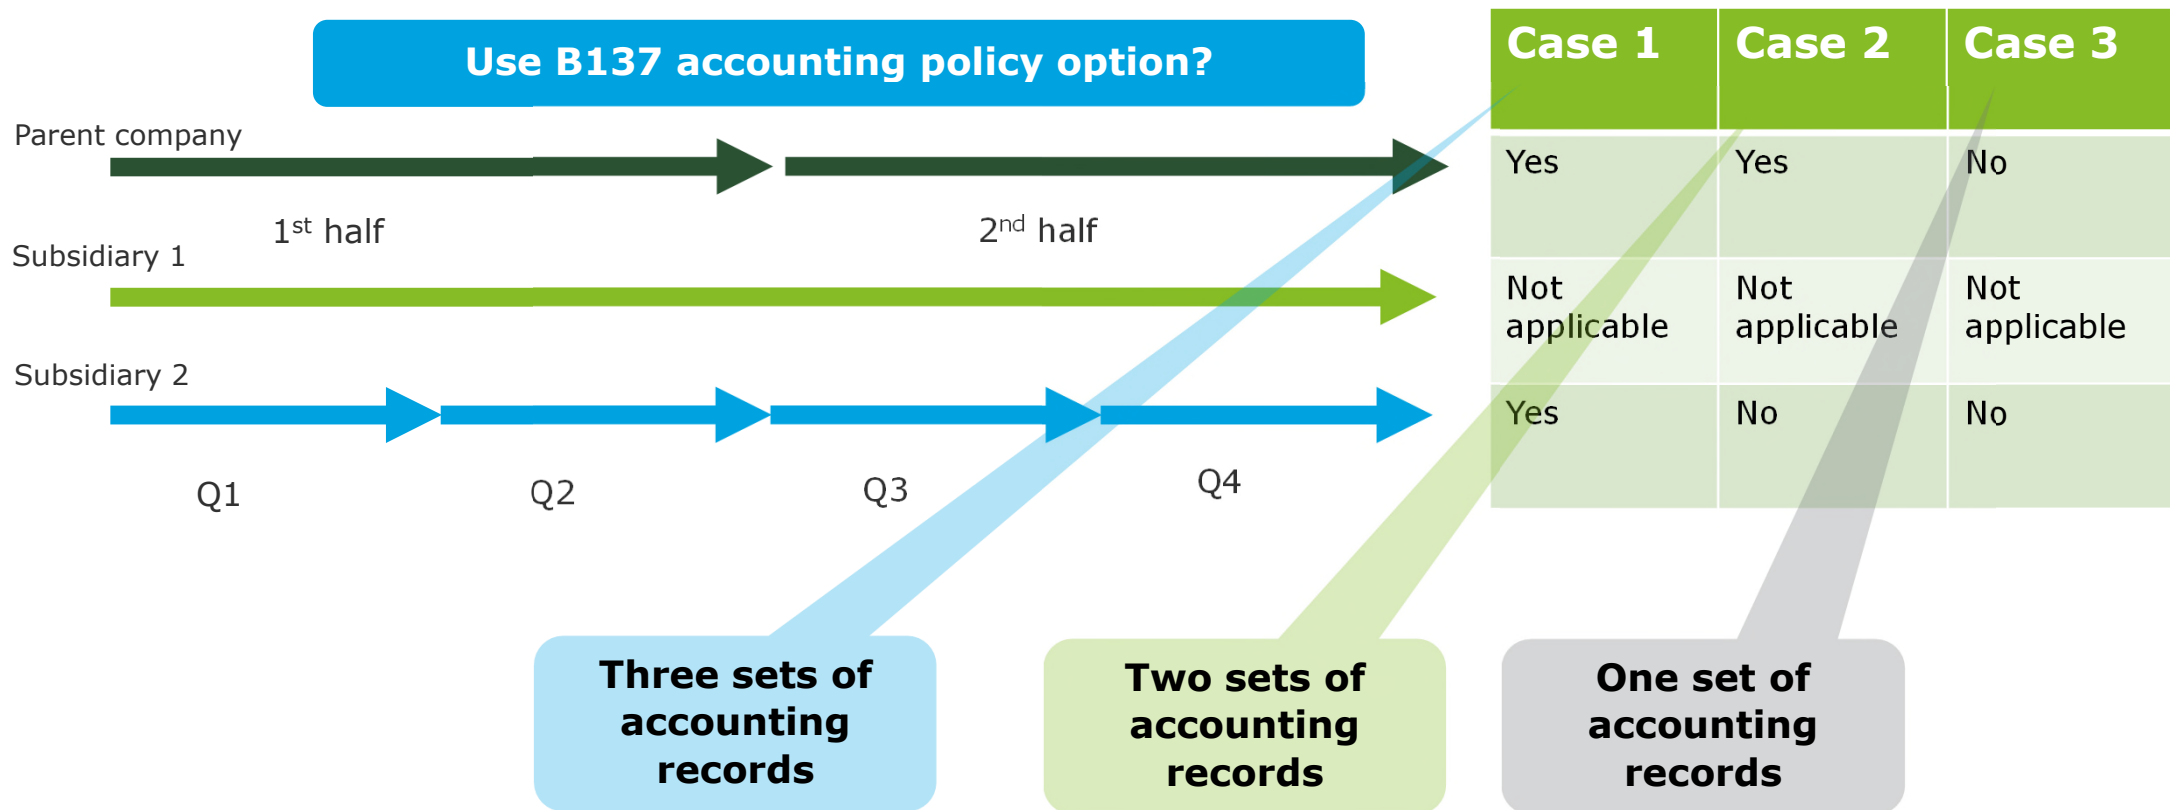 Use B137 accounting policy option?
Parent company
1st half
2nd half
Subsidiary 1
Subsidiary 2
Q1
Q2
Q3
Q4
Case 1
Case 2
Case 3
Yes
Yes
No
Not
applicable
Not
applicable
Not
applicable
Yes
No
No
Three sets of
accounting
records
Two sets of
accounting
records
One set of
accounting
records